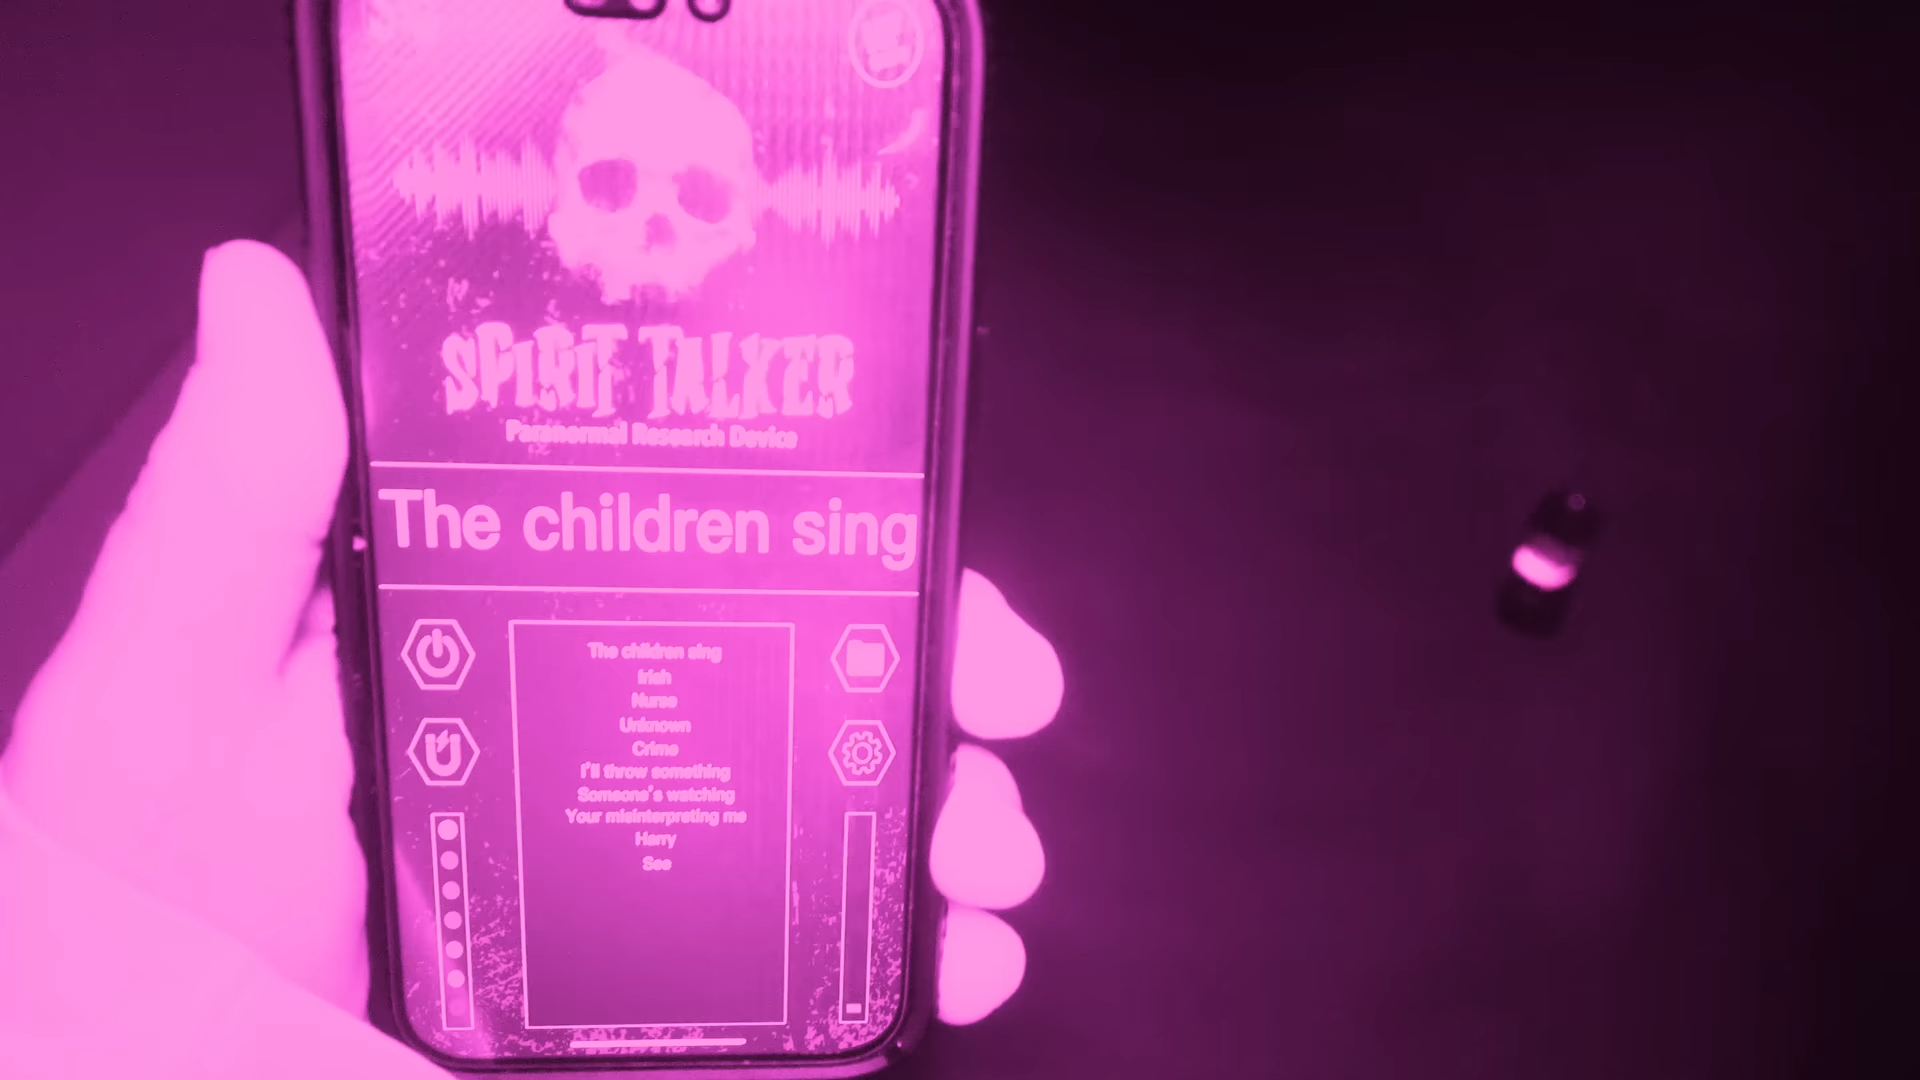 SPIRIT TALKER
Paranormal Research Device
The children sing
The children sing
Irish
Nurse
Unknown
Crime
I'll throw something
Someone's watching
Your misinterpreting me
Harry
See